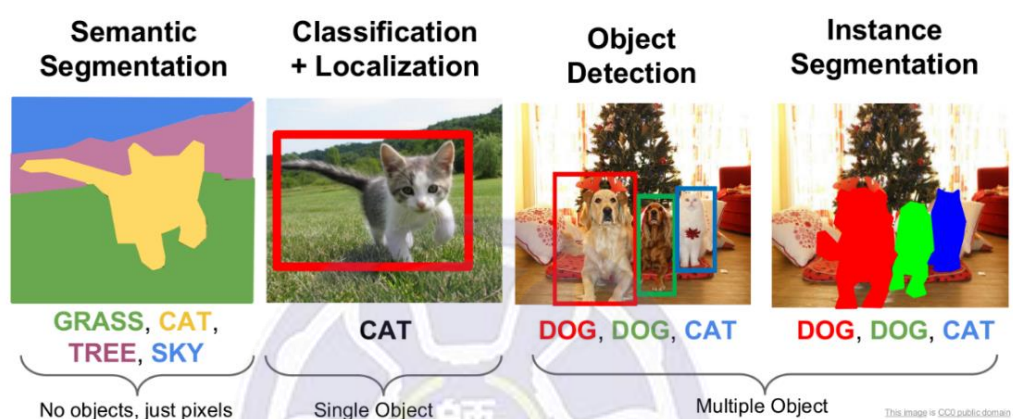 Semantic
Segmentation
Classification
+ Localization
Object
Detection
Instance
Segmentation
GRASS, CAT,
TREE, SKY
CAT
DOG, DOG, CAT
DOG, DOG, CAT
No objects, just pixels
Single Object
Multiple Object
This image is CC0 public domain